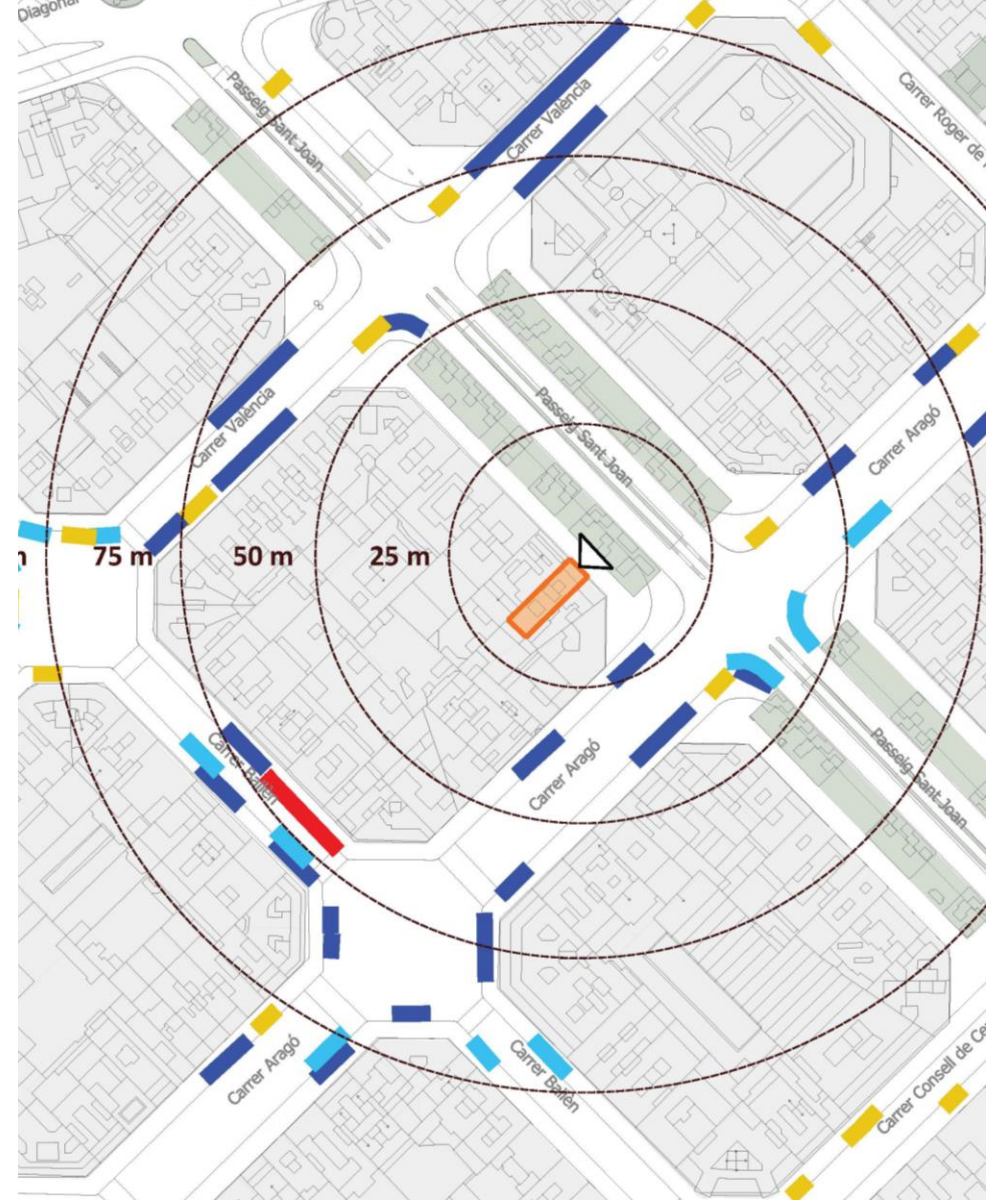 Diagonal
Passeig Sant Joan
Carrer València
Carrer Roger de
Passeig Sant Joan
Carrer València
Carrer Aragó
75 m
50 m
25 m
Carrer Bailèn
Carrer Aragó
Passeig Sant Joan
Carrer Aragó
Carrer Bailèn
Carrer Consell de Ce